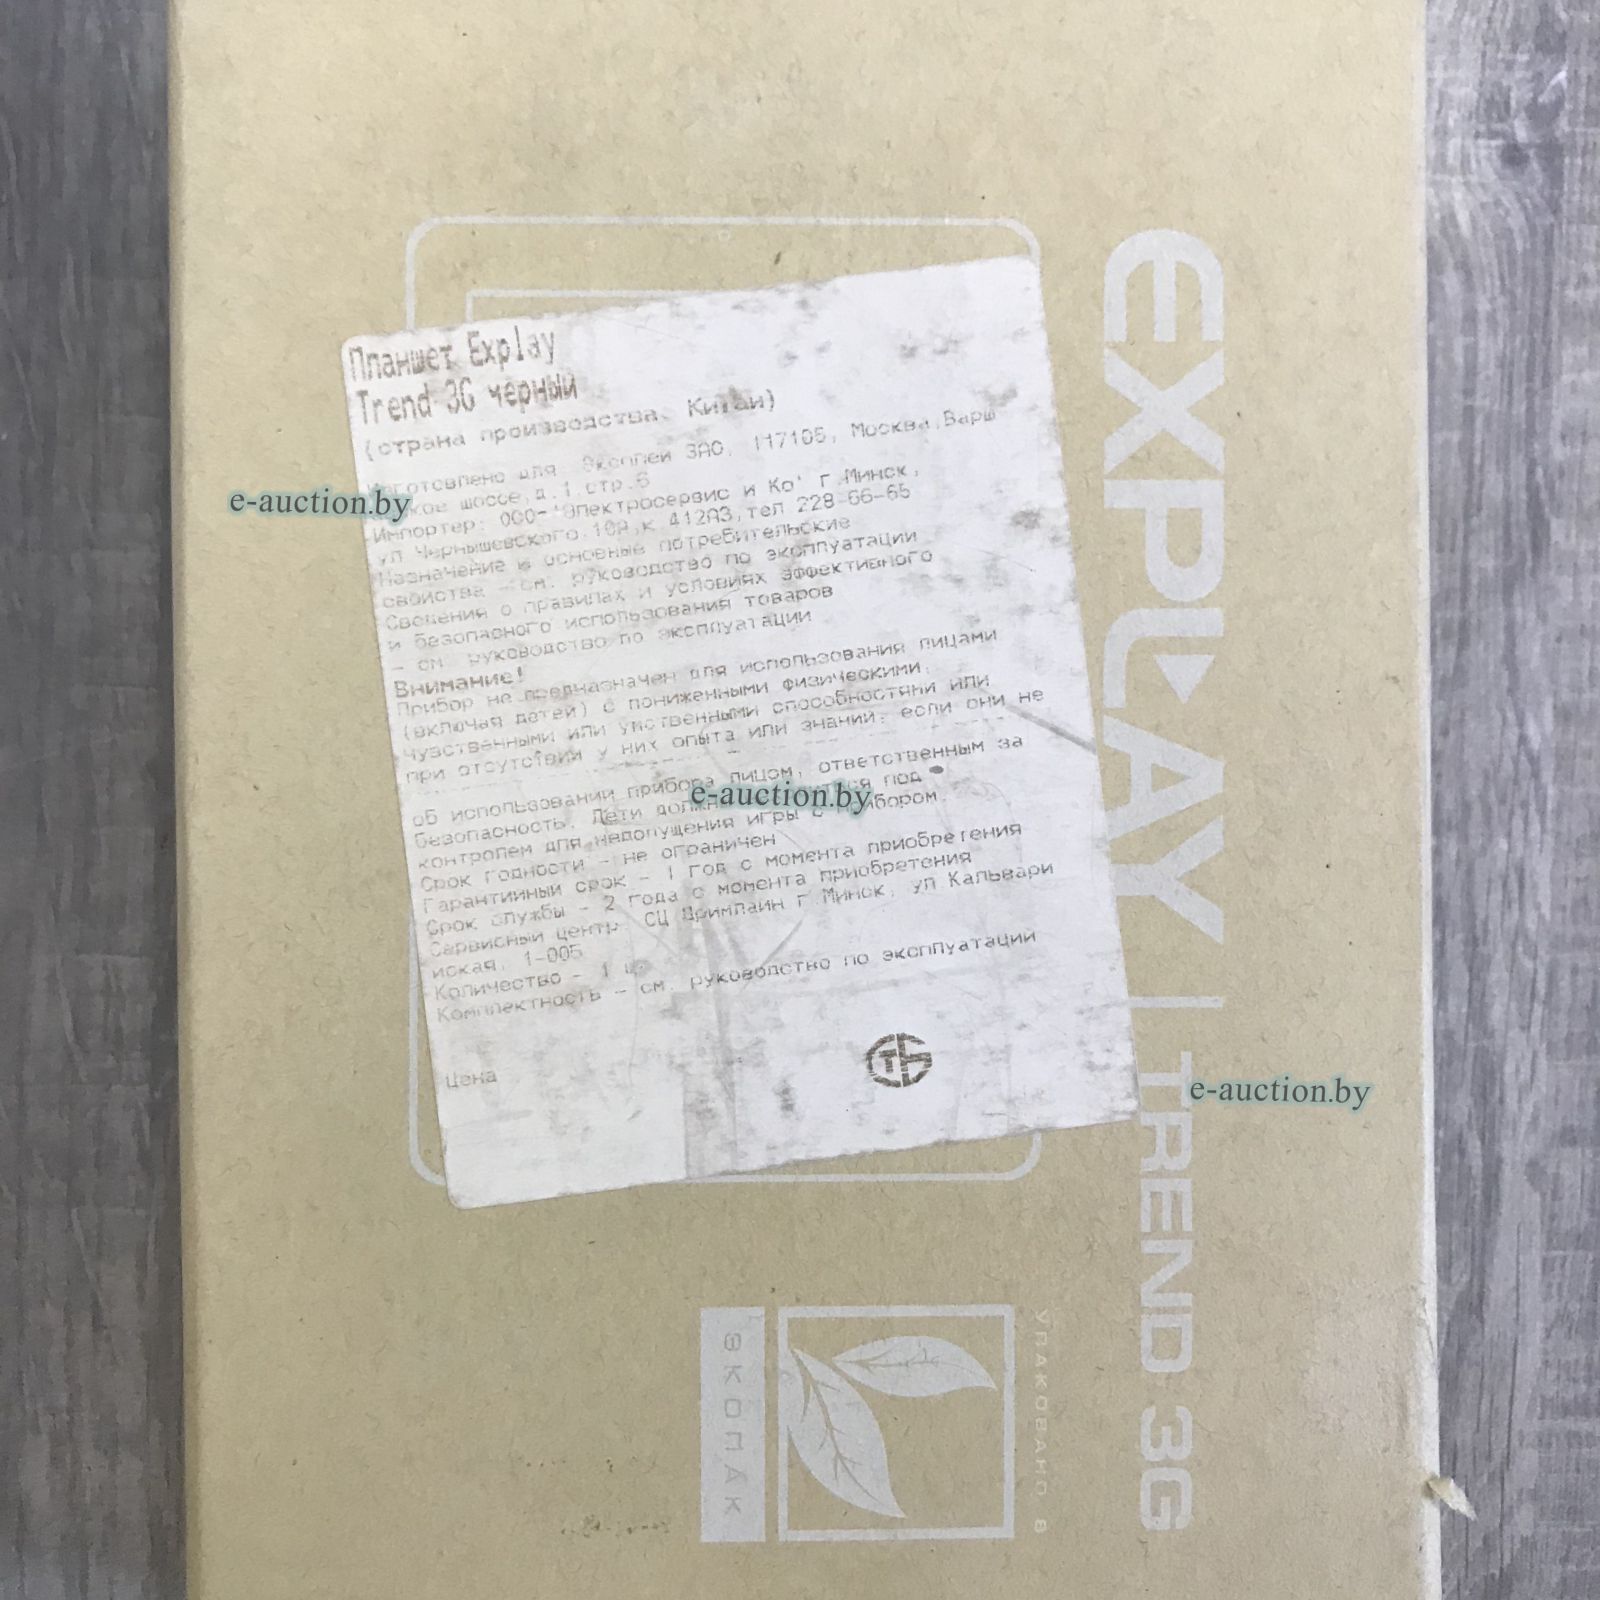 Планшет Explay
Trend 3G черный
(страна производства Китай)
Изготовлено для Эксплей ЗАО, 117105, Москва, Варш
шоссе, д.1, стр.6
Импортер: ООО "Электросервис и Ко" г.Минск,
ул Чернышевского, 10А, к 412А3, тел 228-66-65
Назначение и основные потребительские
свойства - см. руководство по эксплуатации
Сведения о правилах и условиях эффективного
и безопасного использования товаров
- см руководство по эксплуатации
Внимание!
Прибор не предназначен для использования лицами
(включая детей) с пониженными физическими,
чувственными или умственными способностями или
при отсутствии у них опыта или знаний, если они не
об использовании прибора лицом, ответственным за
безопасность. Дети должны под
контролем для недопущения игры с прибором.
Срок годности - не ограничен
Гарантийный срок - 1 год с момента приобретения
Срок службы - 2 года с момента приобретения
Сервисный центр: СЦ Праймлайн г.Минск, ул.Кальвари
йская, 1-005
Количество - 1
Комплектность - см. руководство по эксплуатации
Цена
EXPLAY | TREND 3G
УПАКОВАНО В
ЭКОПАК
e-auction.by
e-auction.by
e-auction.by